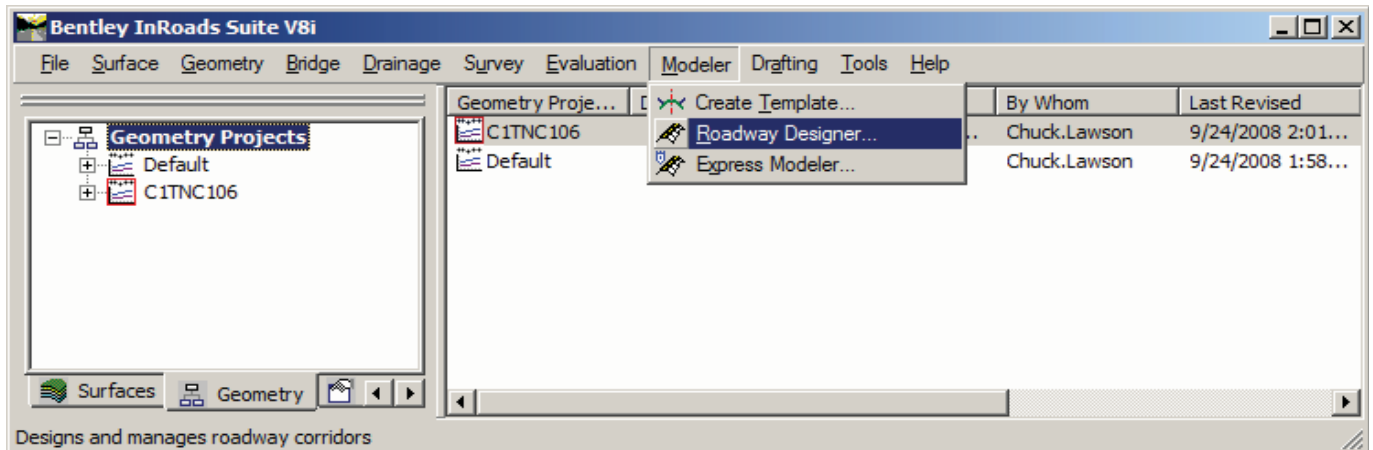 Bentley InRoads Suite V8i
File Surface Geometry Bridge Drainage Survey Evaluation Modeler Drafting Tools Help
Geometry Projects
Default
C1TNC106
Surfaces Geometry
Geometry Proje... By Whom Last Revised
C1TNC106 Chuck.Lawson 9/24/2008 2:01...
Default Chuck.Lawson 9/24/2008 1:58...
Create Template...
Roadway Designer...
Express Modeler...
Designs and manages roadway corridors